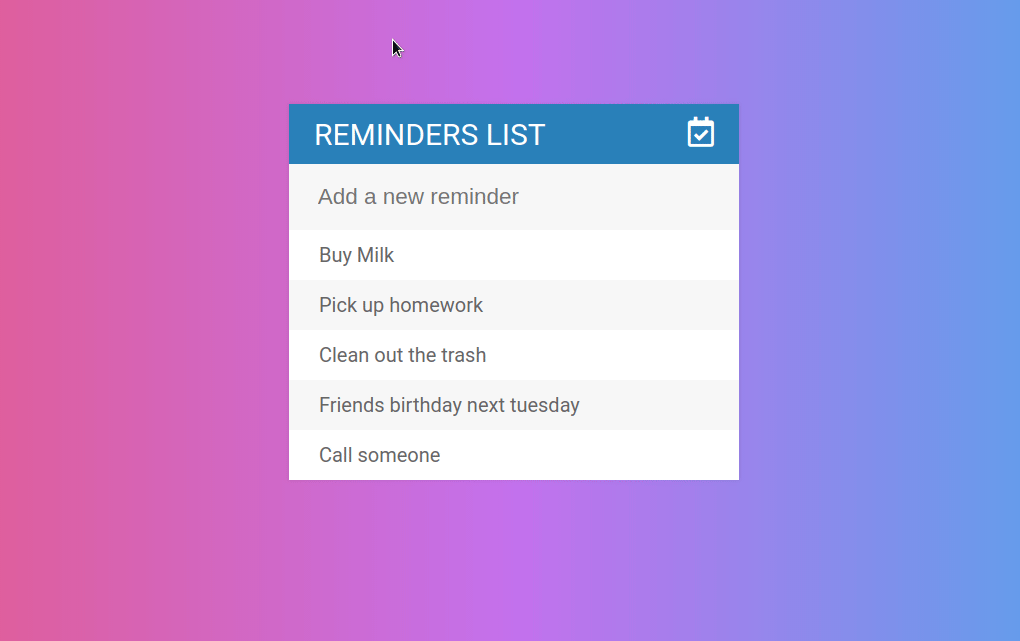 REMINDERS LIST
Add a new reminder
Buy Milk
Pick up homework
Clean out the trash
Friends birthday next tuesday
Call someone